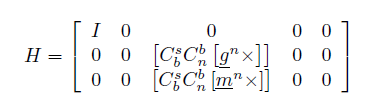 I 0 0 0 0
H = 0 0 [C_b^s C_n^b [g^n ×]] 0 0
0 0 [C_b^s C_n^b [m^n ×]] 0 0